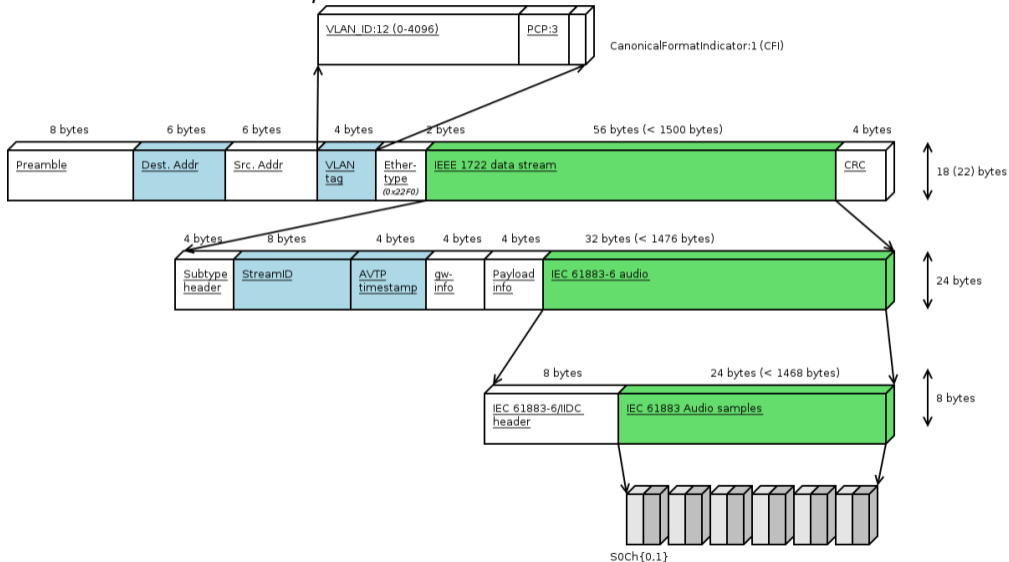 VLAN_ID:12 (0-4096)
PCP:3
CanonicalFormatIndicator:1 (CFI)
8 bytes
6 bytes
6 bytes
4 bytes
2 bytes
56 bytes (< 1500 bytes)
4 bytes
Preamble
Dest. Addr
Src. Addr
VLAN
tag
Ether-
type
(0x22F0)
IEEE 1722 data stream
CRC
18 (22) bytes
4 bytes
8 bytes
4 bytes
4 bytes
4 bytes
32 bytes (< 1476 bytes)
Subtype
header
StreamID
AVTP
timestamp
gw-
info
Payload
info
IEC 61883-6 audio
24 bytes
8 bytes
24 bytes (< 1468 bytes)
IEC 61883-6/IIDC
header
IEC 61883 Audio samples
8 bytes
S0Ch{0,1}